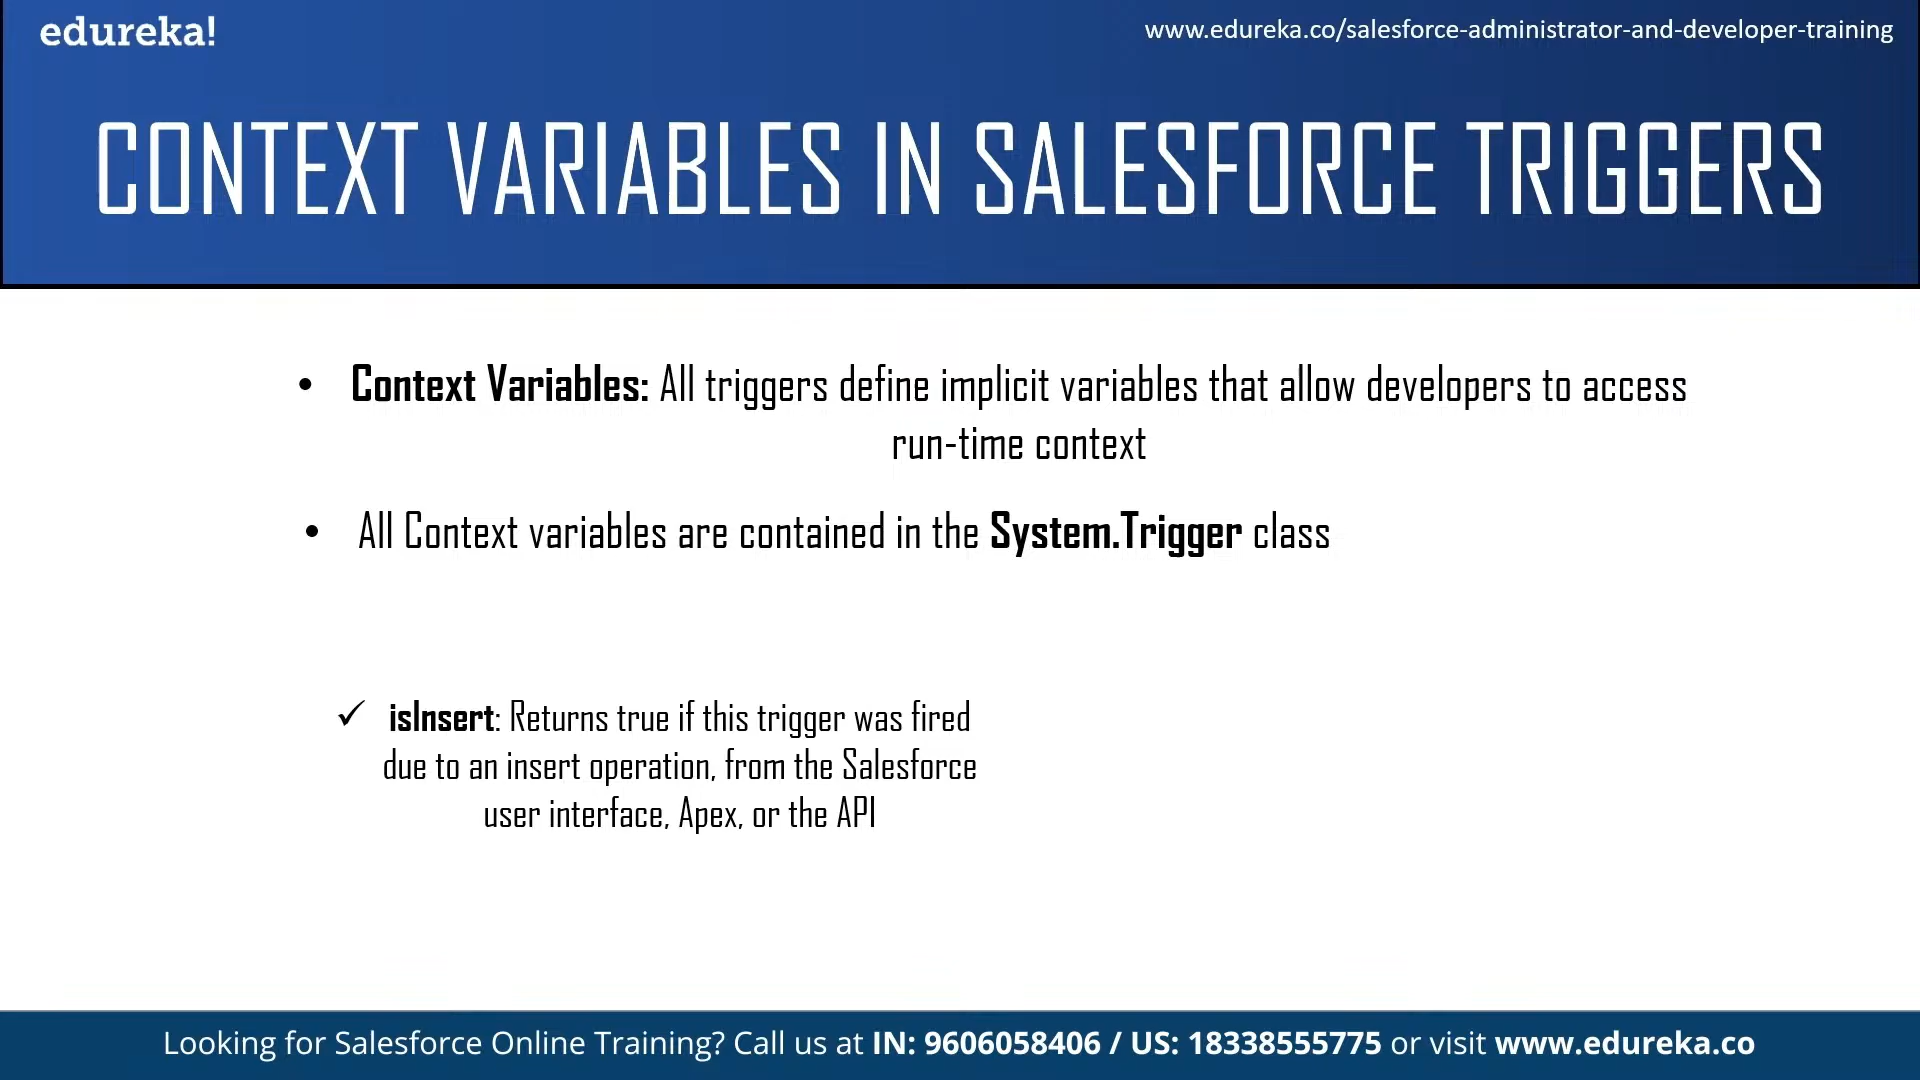 edureka!
www.edureka.co/salesforce-administrator-and-developer-training
CONTEXT VARIABLES IN SALESFORCE TRIGGERS
• Context Variables: All triggers define implicit variables that allow developers to access
run-time context
• All Context variables are contained in the System.Trigger class
✓ isInsert: Returns true if this trigger was fired
due to an insert operation, from the Salesforce
user interface, Apex, or the API
Looking for Salesforce Online Training? Call us at IN: 9606058406 / US: 18338555775 or visit www.edureka.co